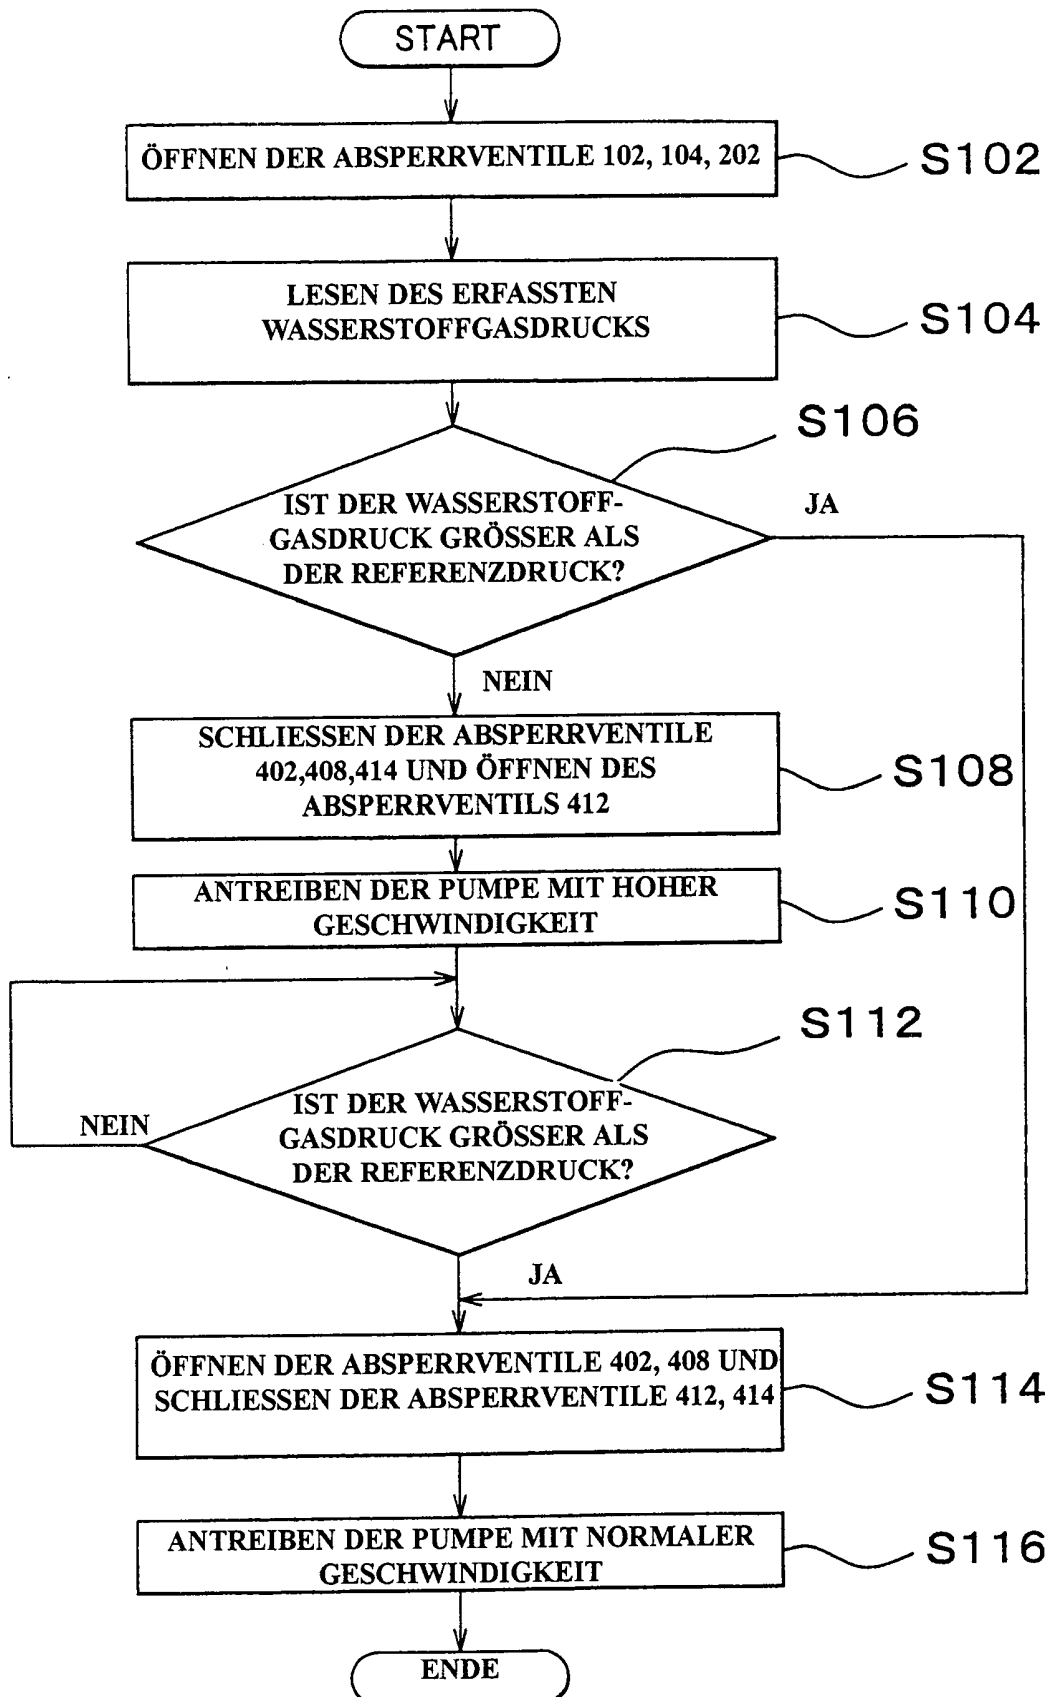 START
ÖFFNEN DER ABSPERRVENTILE 102, 104, 202
S102
LESEN DES ERFASSTEN
WASSERSTOFFGASDRUCKS
S104
S106
IST DER WASSERSTOFF-
GASDRUCK GRÖSSER ALS
DER REFERENZDRUCK?
JA
NEIN
SCHLIESSEN DER ABSPERRVENTILE
402,408,414 UND ÖFFNEN DES
ABSPERRVENTILS 412
S108
ANTREIBEN DER PUMPE MIT HOHER
GESCHWINDIGKEIT
S110
S112
IST DER WASSERSTOFF-
GASDRUCK GRÖSSER ALS
DER REFERENZDRUCK?
NEIN
JA
ÖFFNEN DER ABSPERRVENTILE 402, 408 UND
SCHLIESSEN DER ABSPERRVENTILE 412, 414
S114
ANTREIBEN DER PUMPE MIT NORMALER
GESCHWINDIGKEIT
S116
ENDE